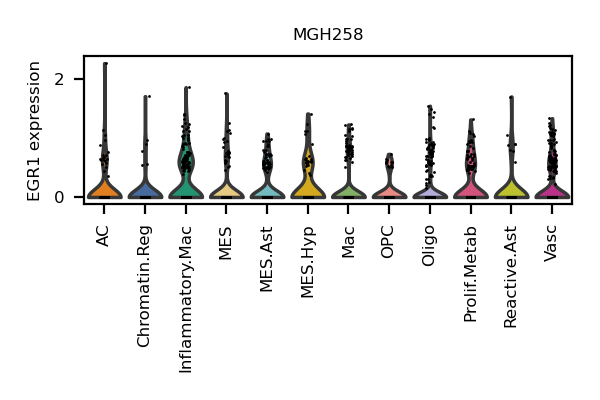 MGH258
EGR1 expression
2
0
AC
Chromatin.Reg
Inflammatory.Mac
MES
MES.Ast
MES.Hyp
Mac
OPC
Oligo
Prolif.Metab
Reactive.Ast
Vasc